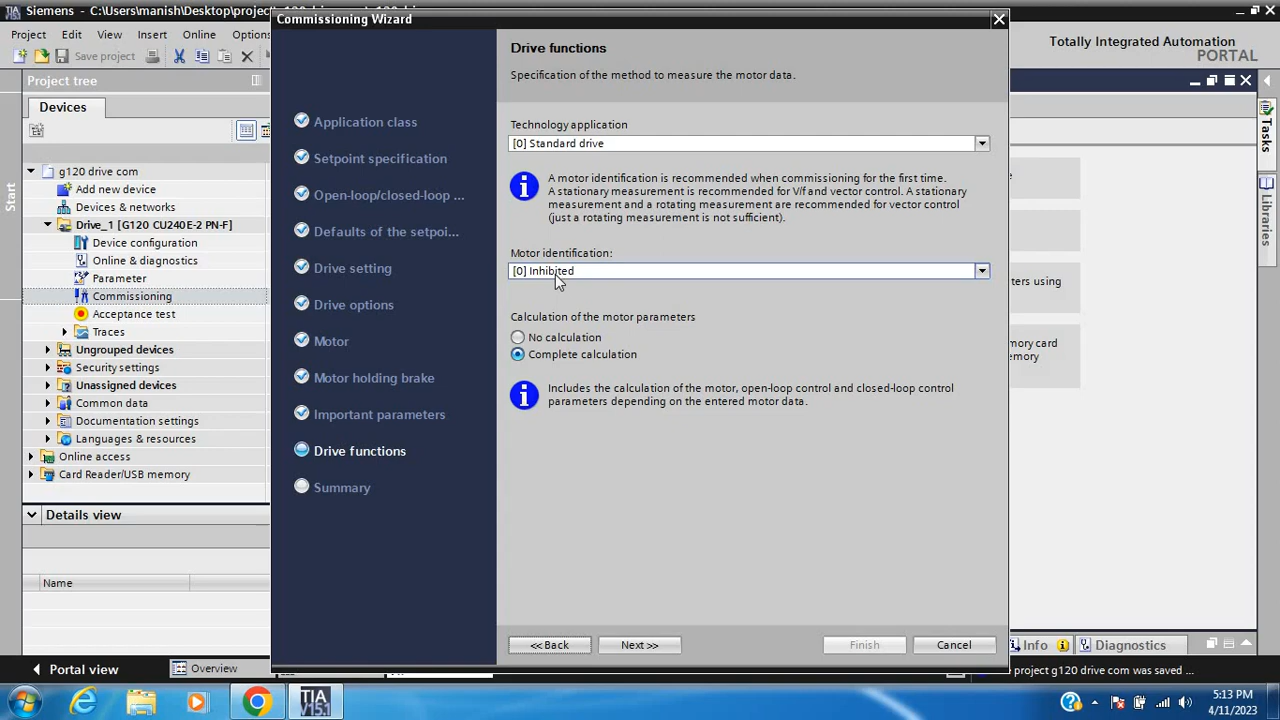 Siemens - C:\Users\manish\Desktop\project\
Commissioning Wizard
Project Edit View Insert Online Options
Totally Integrated Automation
PORTAL
Save project
Project tree
Devices
Start
g120 drive com
Add new device
Devices & networks
Drive_1 [G120 CU240E-2 PN-F]
Device configuration
Online & diagnostics
Parameter
Commissioning
Acceptance test
Traces
Ungrouped devices
Security settings
Unassigned devices
Common data
Documentation settings
Languages & resources
Online access
Card Reader/USB memory
Details view
Name
Application class
Setpoint specification
Open-loop/closed-loop ...
Defaults of the setpoi...
Drive setting
Drive options
Motor
Motor holding brake
Important parameters
Drive functions
Summary
Drive functions
Specification of the method to measure the motor data.
Technology application
[0] Standard drive
A motor identification is recommended when commissioning for the first time.
A stationary measurement is recommended for V/f and vector control. A stationary
measurement and a rotating measurement are recommended for vector control
(just a rotating measurement is not sufficient).
Motor identification:
[0] Inhibited
Calculation of the motor parameters
No calculation
Complete calculation
Includes the calculation of the motor, open-loop control and closed-loop control
parameters depending on the entered motor data.
<<Back Next>> Finish Cancel
ters using
card
emory
Tasks
Libraries
Info Diagnostics
Portal view Overview
he project g120 drive com was saved ...
TIA
V15.1
5:13 PM
4/11/2023